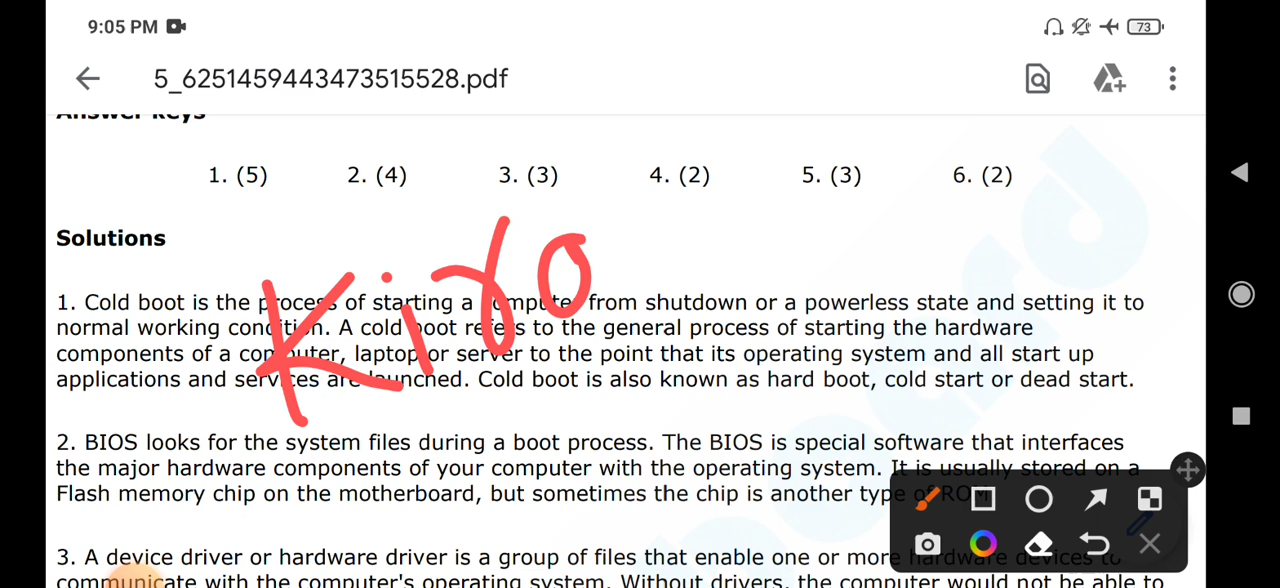 9:05 PM 73
5_6251459443473515528.pdf
Answer keys
1. (5) 2. (4) 3. (3) 4. (2) 5. (3) 6. (2)
Solutions
Kiro
1. Cold boot is the process of starting a computer from shutdown or a powerless state and setting it to
normal working condition. A cold boot refers to the general process of starting the hardware
components of a computer, laptop or server to the point that its operating system and all start up
applications and services are launched. Cold boot is also known as hard boot, cold start or dead start.
2. BIOS looks for the system files during a boot process. The BIOS is special software that interfaces
the major hardware components of your computer with the operating system. It is usually stored on a
Flash memory chip on the motherboard, but sometimes the chip is another type of ROM
3. A device driver or hardware driver is a group of files that enable one or more hardware devices to
communicate with the computer's operating system. Without drivers, the computer would not be able to